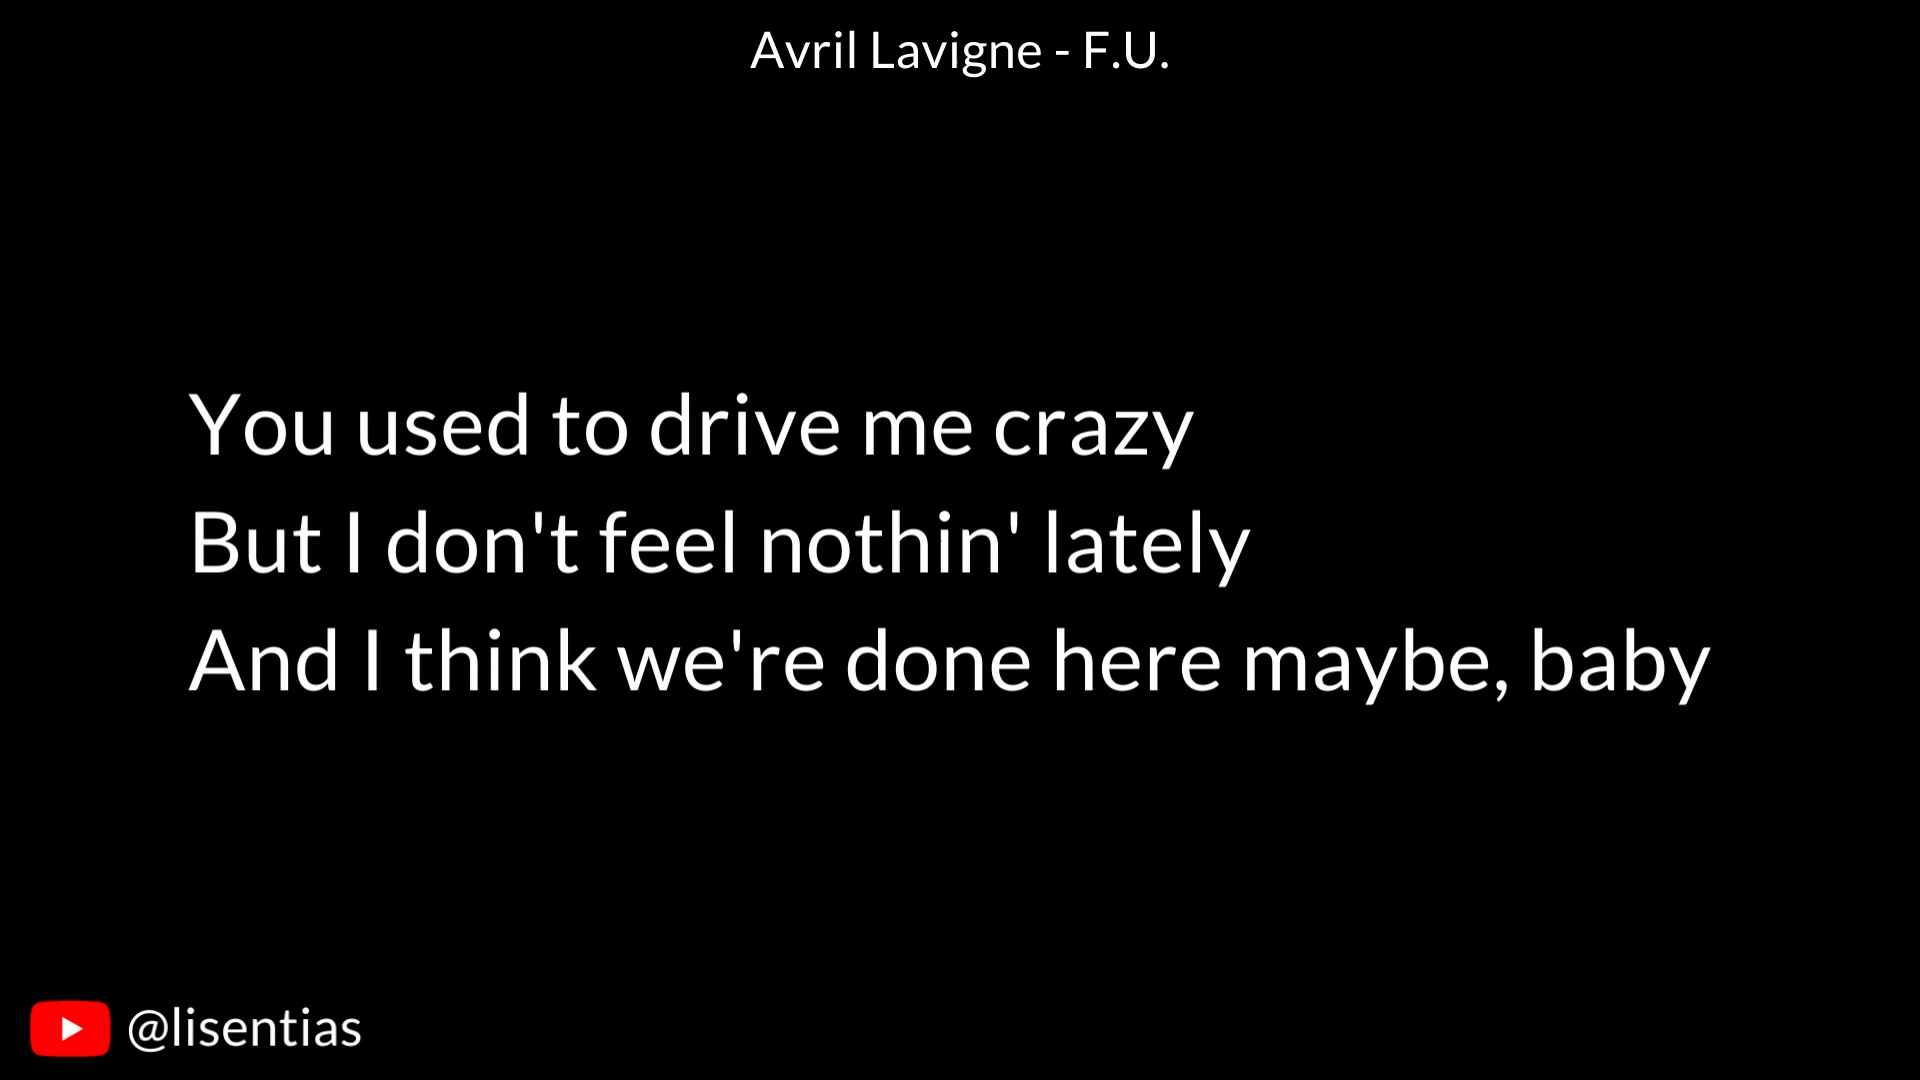 Avril Lavigne - F.U.
You used to drive me crazy
But I don't feel nothin' lately
And I think we're done here maybe, baby
@lisentias